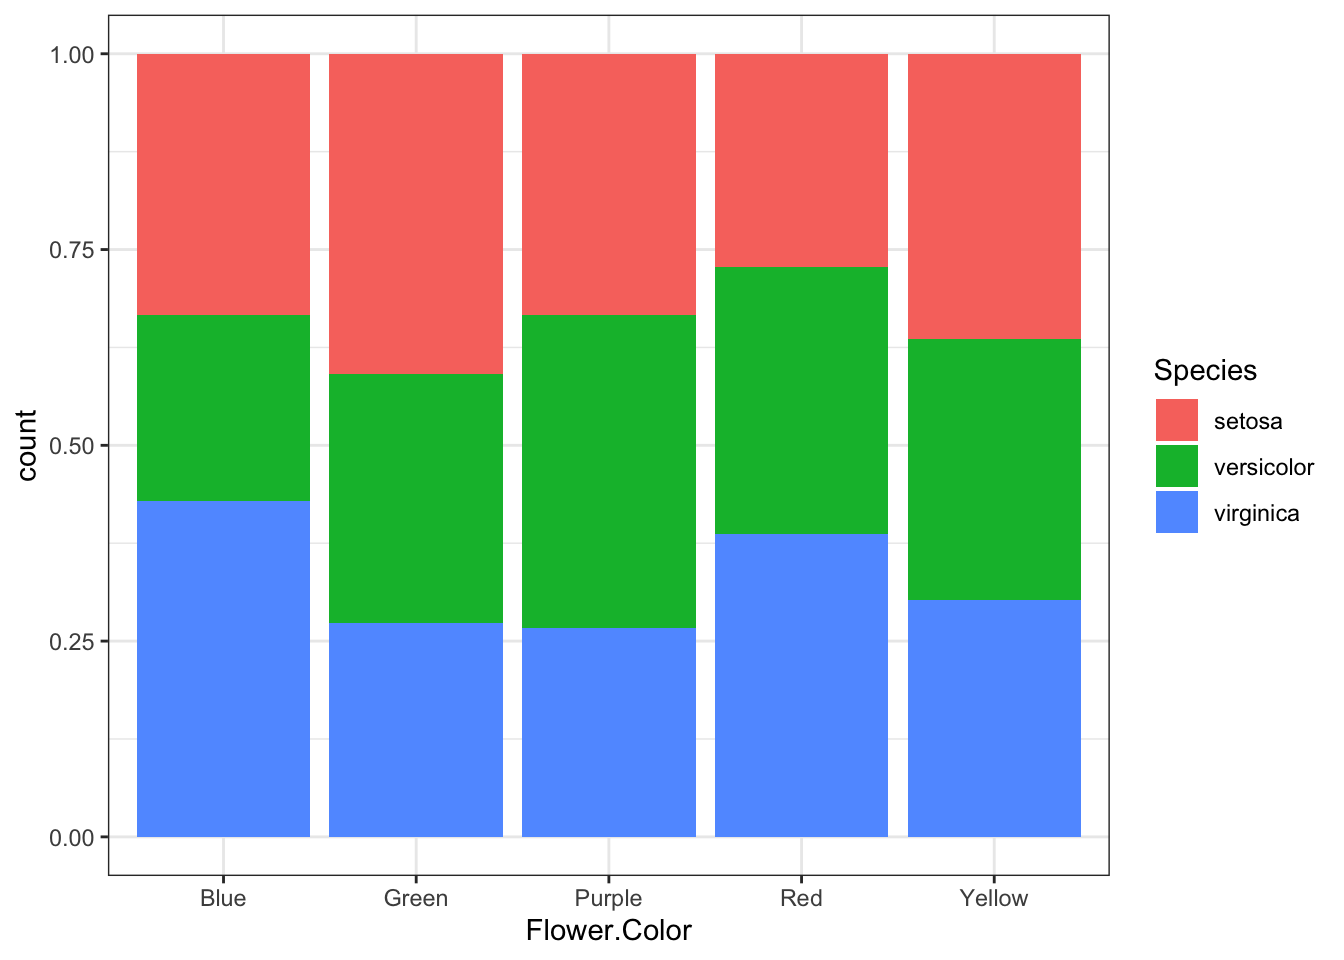 1.00
0.75
0.50
0.25
0.00
count
Blue Green Purple Red Yellow
Flower.Color
Species
setosa
versicolor
virginica